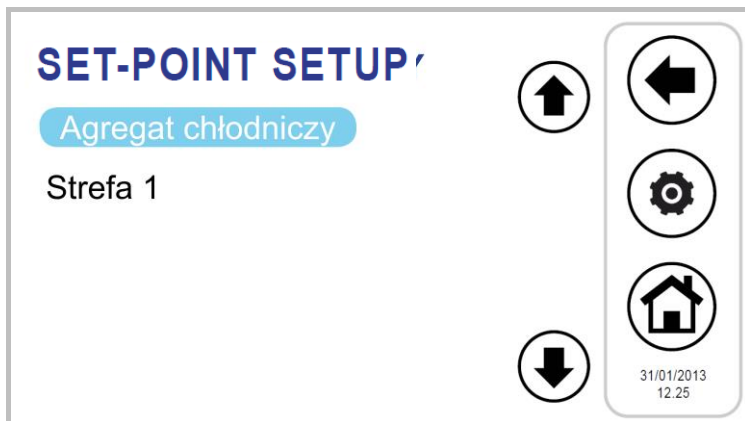 SET-POINT SETUP
Agregat chłodniczy
Strefa 1
31/01/2013
12.25